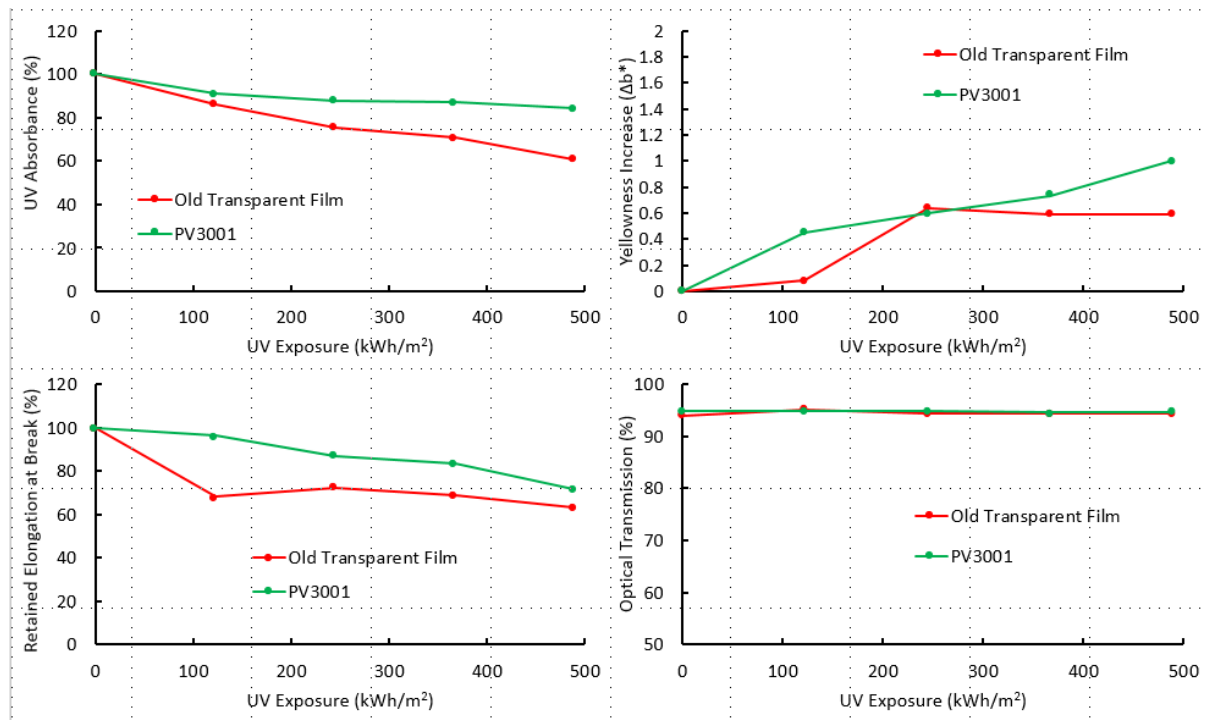 UV Absorbance (%)
120
100
80
60
40
20
0
Old Transparent Film
PV3001
0 100 200 300 400 500
UV Exposure (kWh/m²)
Yellowness Increase (Δb*)
2
1.8
1.6
1.4
1.2
1
0.8
0.6
0.4
0.2
0
Old Transparent Film
PV3001
0 100 200 300 400 500
UV Exposure (kWh/m²)
Retained Elongation at Break (%)
120
100
80
60
40
20
0
Old Transparent Film
PV3001
0 100 200 300 400 500
UV Exposure (kWh/m²)
Optical Transmission (%)
100
90
80
70
60
50
Old Transparent Film
PV3001
0 100 200 300 400 500
UV Exposure (kWh/m²)